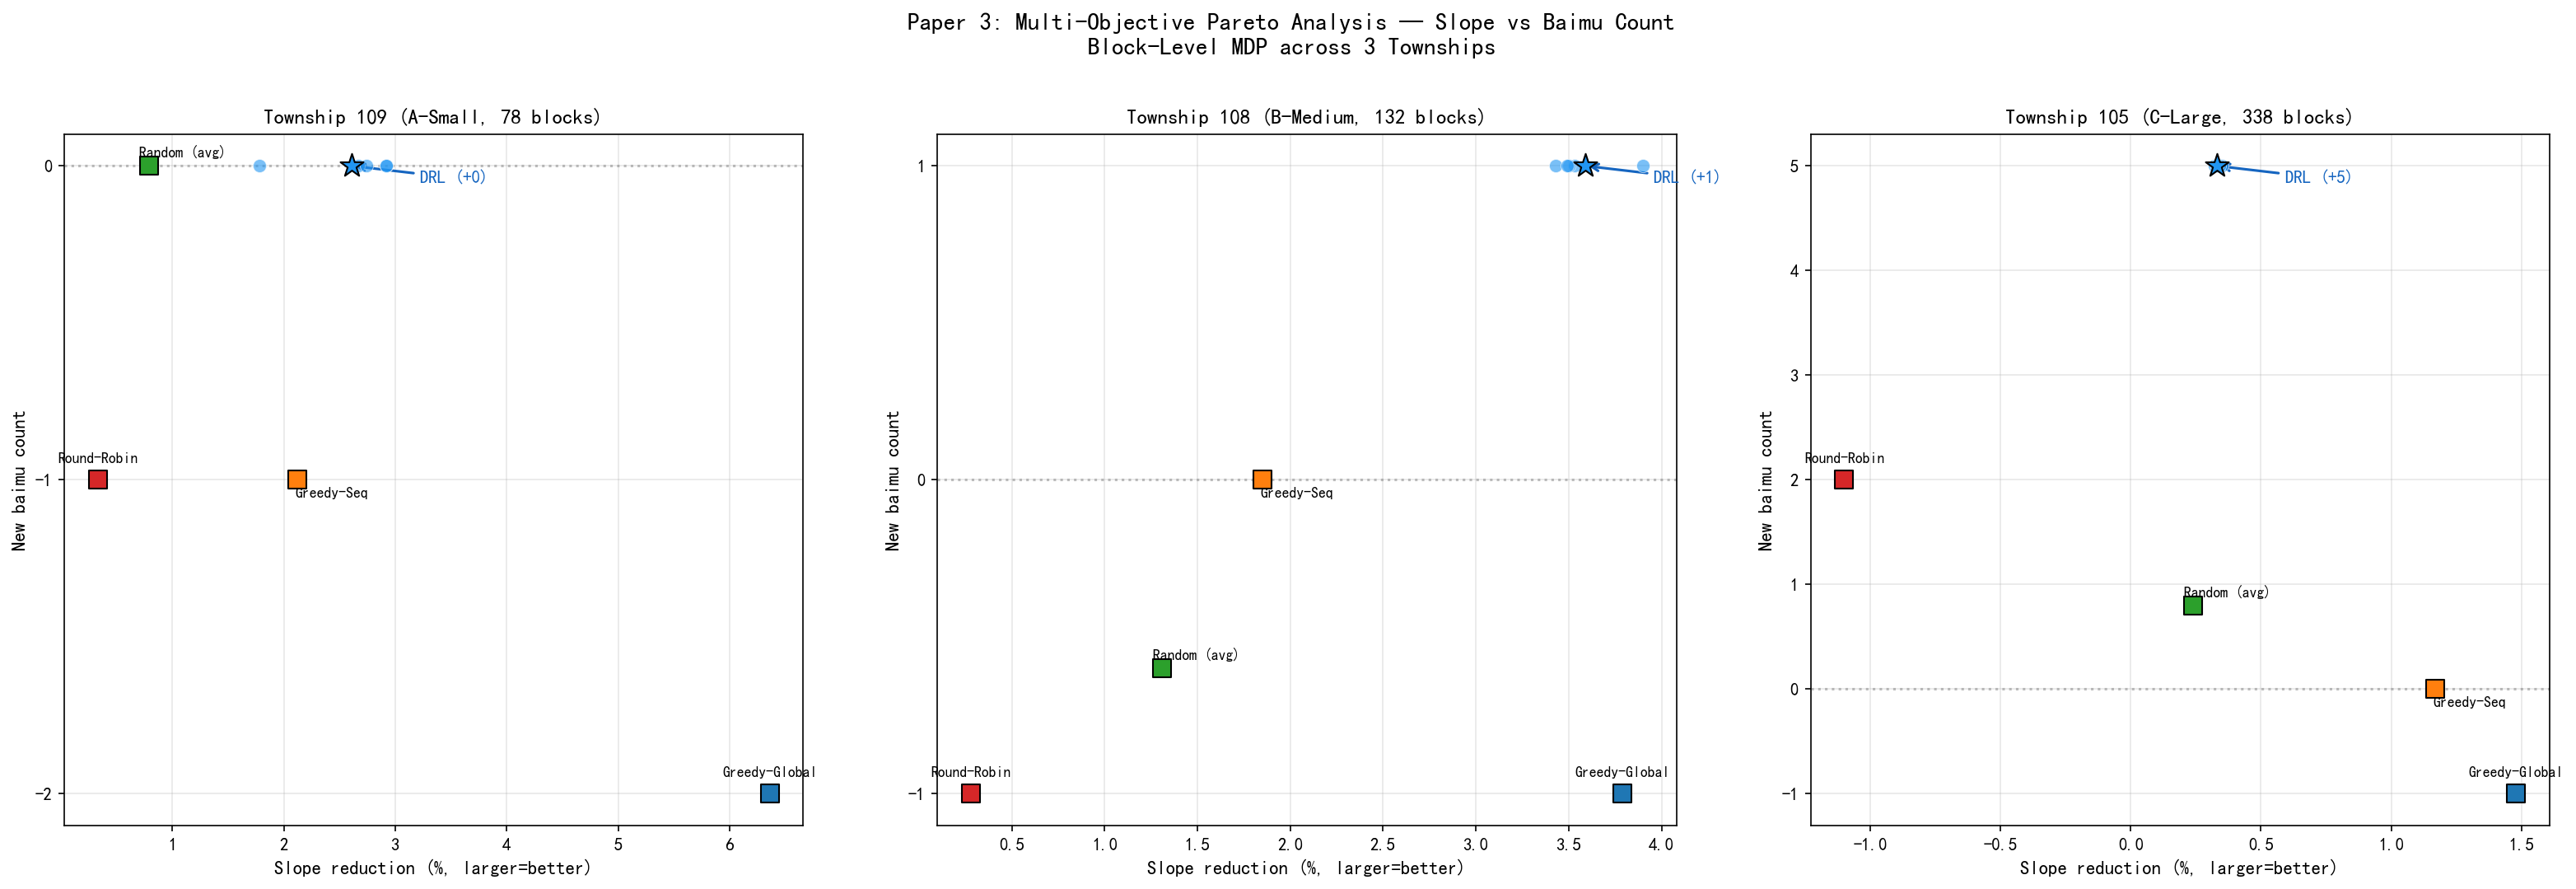 Paper 3: Multi-Objective Pareto Analysis —— Slope vs Baimu Count
Block-Level MDP across 3 Townships
Township 109 (A-Small, 78 blocks)
New baimu count
0
-1
-2
Random (avg)
DRL (+0)
Round-Robin
Greedy-Seq
Greedy-Global
1
2
3
4
5
6
Slope reduction (%, larger=better)
Township 108 (B-Medium, 132 blocks)
New baimu count
1
0
-1
DRL (+1)
Greedy-Seq
Random (avg)
Round-Robin
Greedy-Global
0.5
1.0
1.5
2.0
2.5
3.0
3.5
4.0
Slope reduction (%, larger=better)
Township 105 (C-Large, 338 blocks)
New baimu count
5
4
3
2
1
0
-1
DRL (+5)
Round-Robin
Random (avg)
Greedy-Seq
Greedy-Global
-1.0
-0.5
0.0
0.5
1.0
1.5
Slope reduction (%, larger=better)